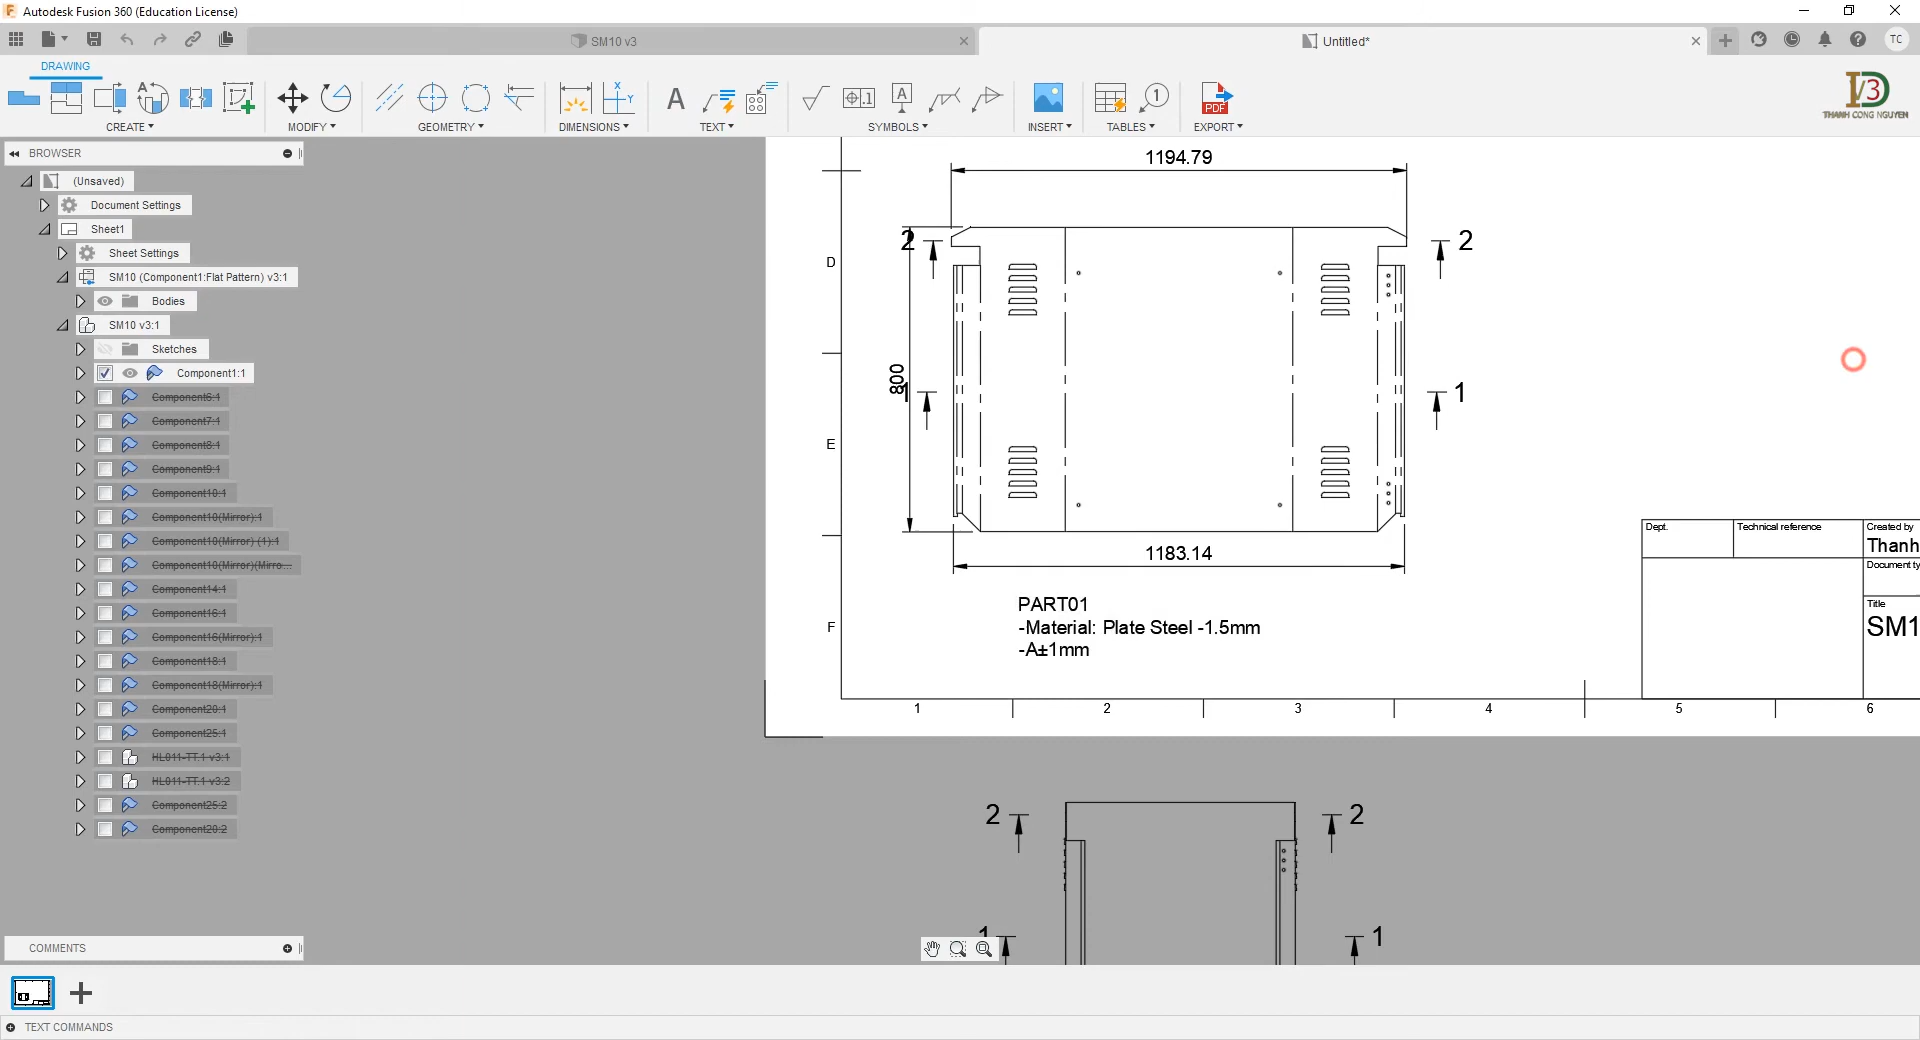 Autodesk Fusion 360 (Education License)
SM10 v3
Untitled*
TC
DRAWING
CREATE
MODIFY
GEOMETRY
DIMENSIONS
TEXT
SYMBOLS
INSERT
TABLES
EXPORT
PDF
V3
THANH CONG NGUYEN
BROWSER
(Unsaved)
Document Settings
Sheet1
Sheet Settings
SM10 (Component1:Flat Pattern) v3:1
Bodies
SM10 v3:1
Sketches
Component1:1
Component6:1
Component7:1
Component8:1
Component9:1
Component10:1
Component10(Mirror):1
Component10(Mirror) (1):1
Component10(Mirror)(Mirro...
Component14:1
Component16:1
Component16(Mirror):1
Component18:1
Component18(Mirror):1
Component20:1
Component25:1
HL011-TT.1 v3:1
HL011-TT.1 v3:2
Component25:2
Component20:2
1194.79
2
2
D
800
1
1
E
1183.14
PART01
-Material: Plate Steel -1.5mm
-A±1mm
F
Dept.
Technical reference
Created by
Thanh
Document ty
Title
SM1
1
2
3
4
5
6
2
2
1
1
COMMENTS
TEXT COMMANDS